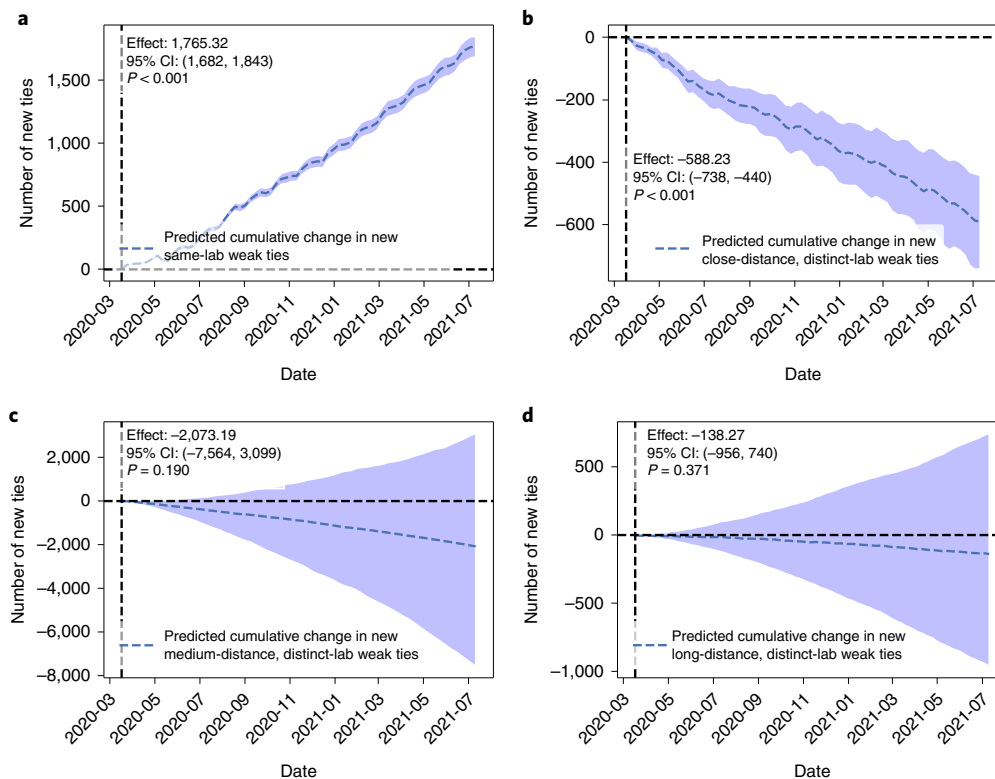 a
Effect: 1,765.32
95% CI: (1,682, 1,843)
P < 0.001
Number of new ties
1,500
1,000
500
0
Predicted cumulative change in new
same-lab weak ties
2020-03
2020-05
2020-07
2020-09
2020-11
2021-01
2021-03
2021-05
2021-07
Date
b
Number of new ties
0
−200
−400
−600
Effect: −588.23
95% CI: (−738, −440)
P < 0.001
Predicted cumulative change in new
close-distance, distinct-lab weak ties
2020-03
2020-05
2020-07
2020-09
2020-11
2021-01
2021-03
2021-05
2021-07
Date
c
Effect: −2,073.19
95% CI: (−7,564, 3,099)
P = 0.190
Number of new ties
2,000
0
−2,000
−4,000
−6,000
−8,000
Predicted cumulative change in new
medium-distance, distinct-lab weak ties
2020-03
2020-05
2020-07
2020-09
2020-11
2021-01
2021-03
2021-05
2021-07
Date
d
Effect: −138.27
95% CI: (−956, 740)
P = 0.371
Number of new ties
500
0
−500
−1,000
Predicted cumulative change in new
long-distance, distinct-lab weak ties
2020-03
2020-05
2020-07
2020-09
2020-11
2021-01
2021-03
2021-05
2021-07
Date